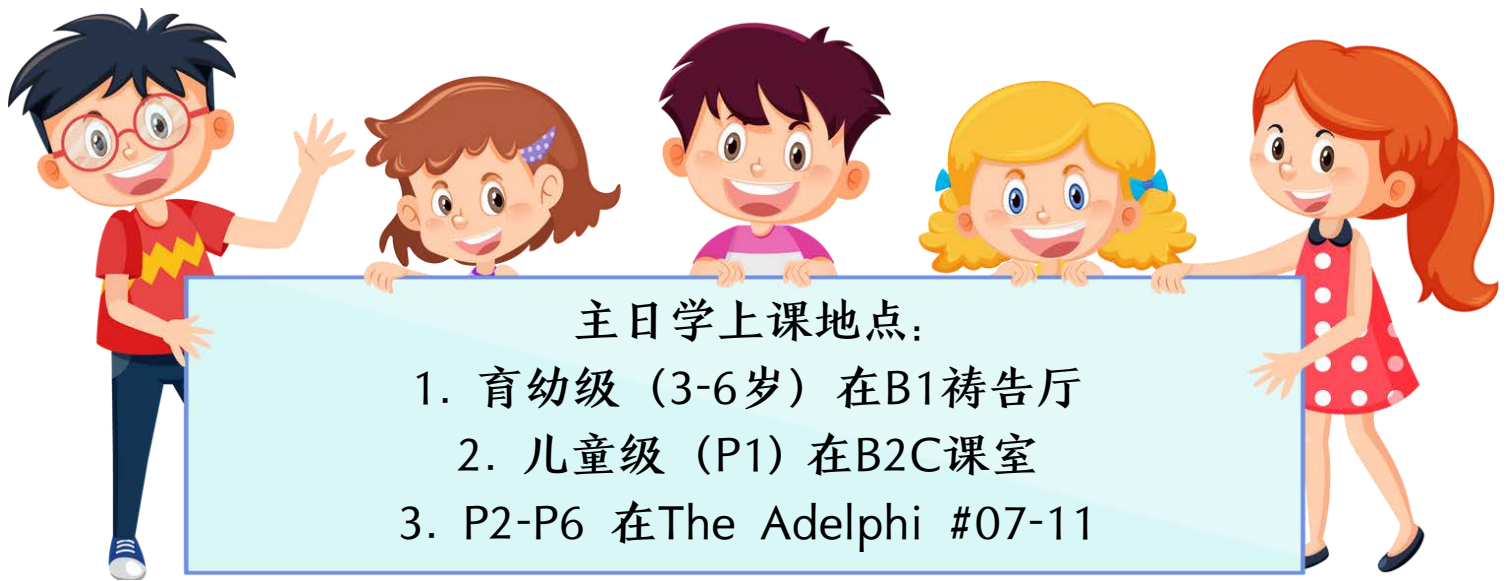 主日学上课地点:
1. 育幼级（3-6岁）在B1祷告厅
2. 儿童级（P1) 在B2C课室
3. P2-P6 在The Adelphi #07-11